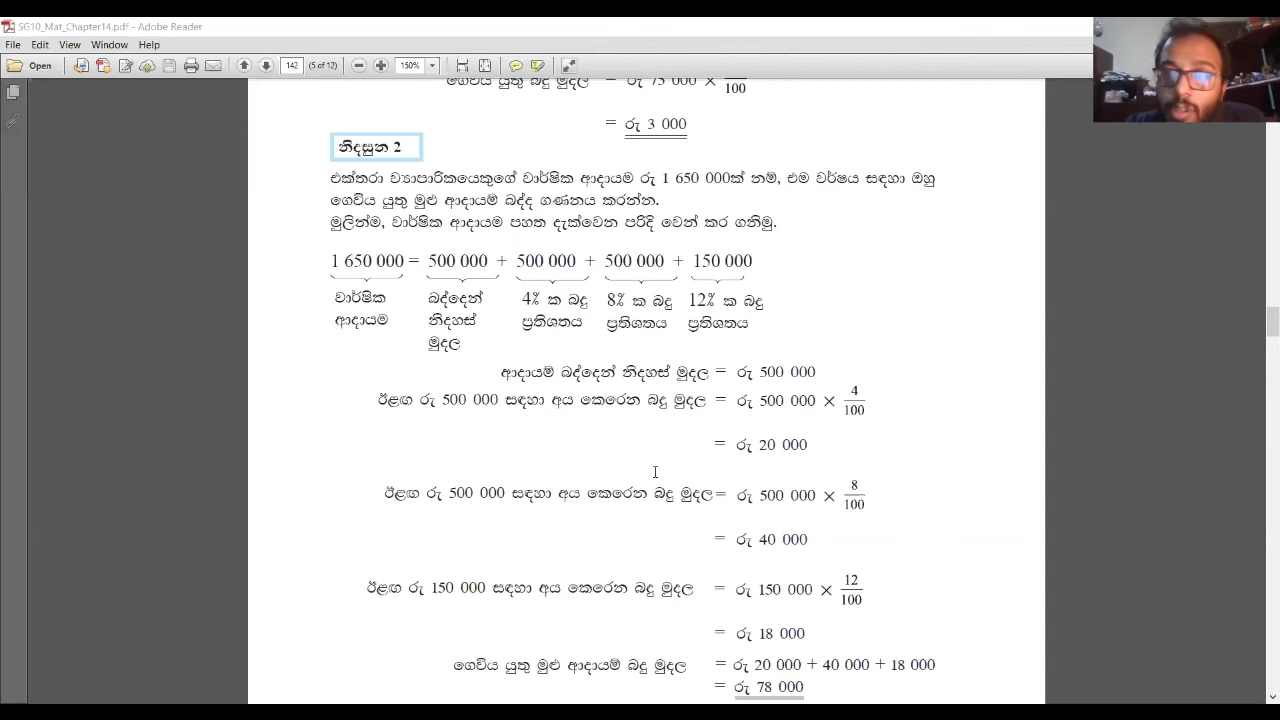 SG10_Mat_Chapter14.pdf - Adobe Reader
File Edit View Window Help
Open 142 (5 of 12) 150%
ගෙවිය යුතු බදු මුදල = රු 75 000 × 100
= රු 3 000
නිදසුන 2
එක්තරා ව්‍යාපාරිකයෙකුගේ වාර්ෂික ආදායම රු 1 650 000ක් නම්, එම වර්ෂය සඳහා ඔහු
ගෙවිය යුතු මුළු ආදායම් බද්ද ගණනය කරන්න.
මුලින්ම, වාර්ෂික ආදායම පහත දැක්වෙන පරිදි වෙන් කර ගනිමු.
1 650 000 = 500 000 + 500 000 + 500 000 + 150 000
වාර්ෂික බද්දෙන් 4% ක බදු 8% ක බදු 12% ක බදු
ආදායම නිදහස් ප්‍රතිශතය ප්‍රතිශතය ප්‍රතිශතය
මුදල
ආදායම් බද්දෙන් නිදහස් මුදල = රු 500 000
ඊළඟ රු 500 000 සඳහා අය කෙරෙන බදු මුදල = රු 500 000 × 4/100
= රු 20 000
ඊළඟ රු 500 000 සඳහා අය කෙරෙන බදු මුදල = රු 500 000 × 8/100
= රු 40 000
ඊළඟ රු 150 000 සඳහා අය කෙරෙන බදු මුදල = රු 150 000 × 12/100
= රු 18 000
ගෙවිය යුතු මුළු ආදායම් බදු මුදල = රු 20 000 + 40 000 + 18 000
= රු 78 000